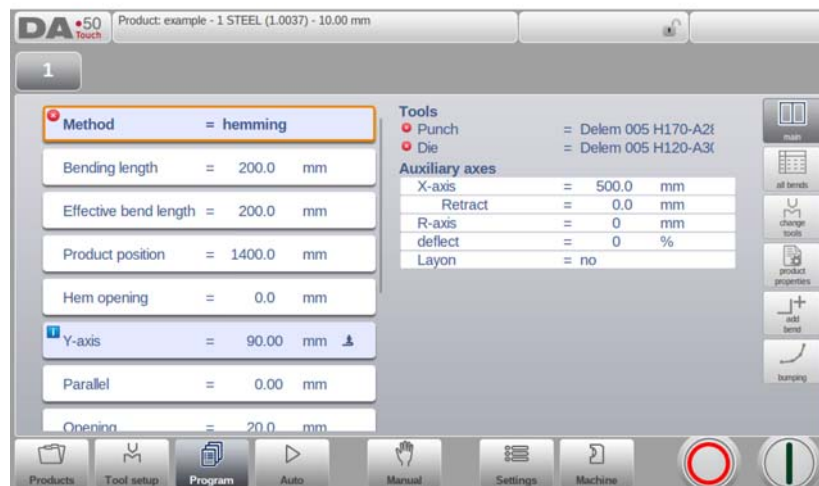 DA•50
Touch
Product: example - 1 STEEL (1.0037) - 10.00 mm
1
Method = hemming
Bending length = 200.0 mm
Effective bend length = 200.0 mm
Product position = 1400.0 mm
Hem opening = 0.0 mm
Y-axis = 90.00 mm
Parallel = 0.00 mm
Opening = 20.0 mm
Tools
Punch = Delem 005 H170-A28
Die = Delem 005 H120-A30
Auxiliary axes
X-axis = 500.0 mm
Retract = 0.0 mm
R-axis = 0 mm
deflect = 0 %
Layon = no
main
all bends
change
tools
product
properties
add
bend
bumping
Products
Tool setup
Program
Auto
Manual
Settings
Machine